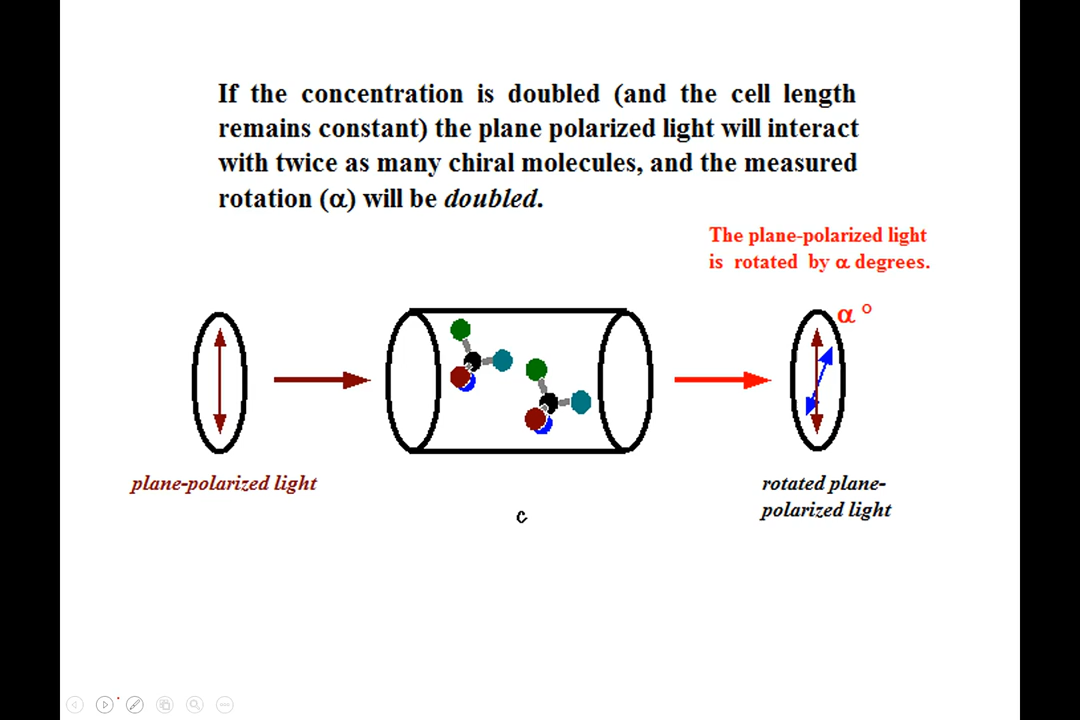 If the concentration is doubled (and the cell length
remains constant) the plane polarized light will interact
with twice as many chiral molecules, and the measured
rotation (α) will be doubled.
The plane-polarized light
is rotated by α degrees.
α °
plane-polarized light
rotated plane-
polarized light
c